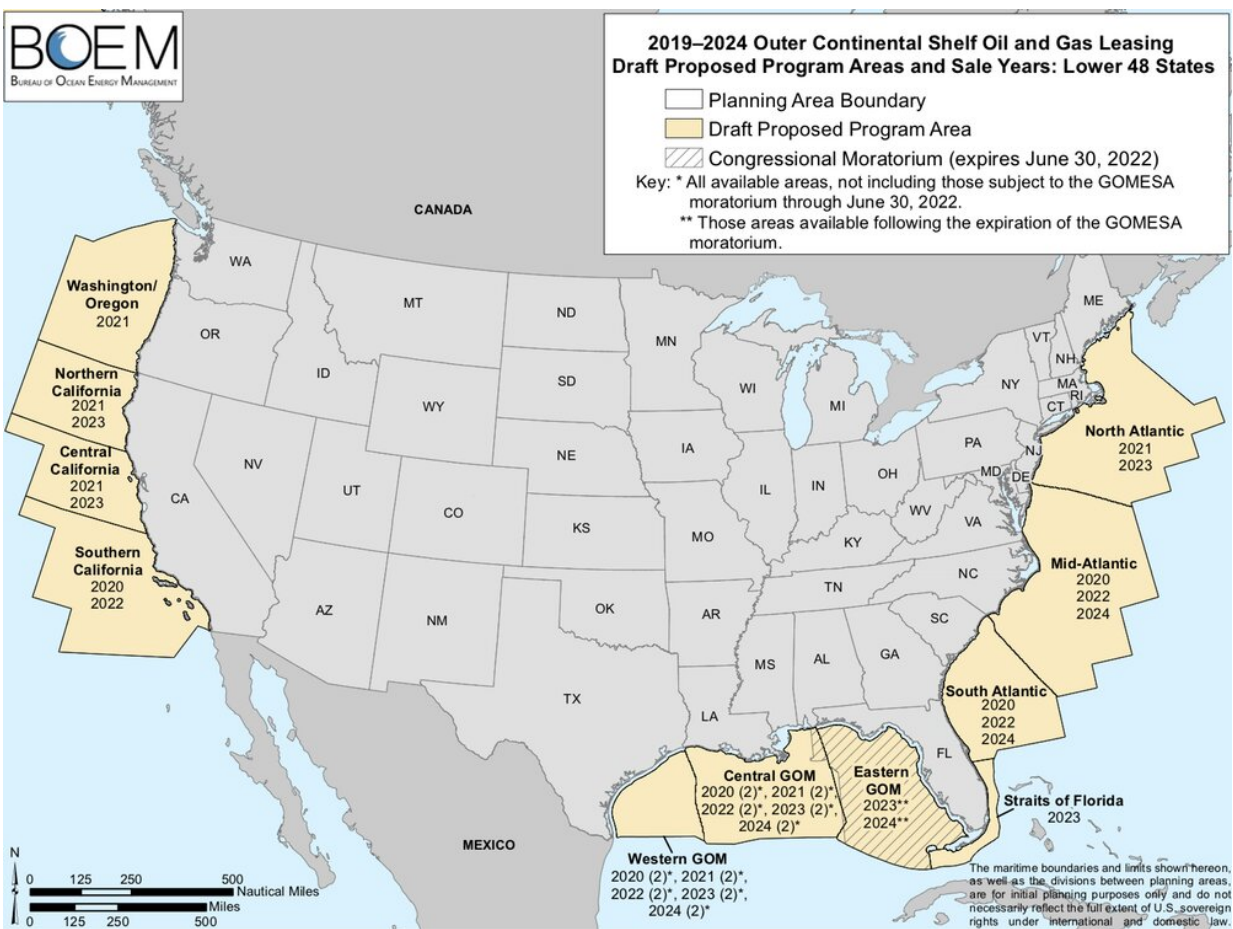 BOEM
BUREAU OF OCEAN ENERGY MANAGEMENT
2019–2024 Outer Continental Shelf Oil and Gas Leasing
Draft Proposed Program Areas and Sale Years: Lower 48 States
Planning Area Boundary
Draft Proposed Program Area
Congressional Moratorium (expires June 30, 2022)
Key: * All available areas, not including those subject to the GOMESA
moratorium through June 30, 2022.
** Those areas available following the expiration of the GOMESA
moratorium.
CANADA
WA
MT
ND
MN
ME
VT
NH
OR
ID
SD
WI
MI
NY
MA
RI
CT
WY
NE
IA
PA
NJ
NV
UT
CO
KS
IL
IN
OH
MD
DE
CA
MO
WV
VA
KY
AZ
NM
OK
AR
TN
NC
SC
TX
LA
MS
AL
GA
FL
MEXICO
Washington/
Oregon
2021
Northern
California
2021
2023
Central
California
2021
2023
Southern
California
2020
2022
North Atlantic
2021
2023
Mid-Atlantic
2020
2022
2024
South Atlantic
2020
2022
2024
Straits of Florida
2023
Eastern
GOM
2023**
2024**
Central GOM
2020 (2)*, 2021 (2)*,
2022 (2)*, 2023 (2)*,
2024 (2)*
Western GOM
2020 (2)*, 2021 (2)*,
2022 (2)*, 2023 (2)*,
2024 (2)*
N
0 125 250 500
Nautical Miles
Miles
0 125 250 500
The maritime boundaries and limits shown hereon,
as well as the divisions between planning areas,
are for initial planning purposes only and do not
necessarily reflect the full extent of U.S. sovereign
rights under international and domestic law.